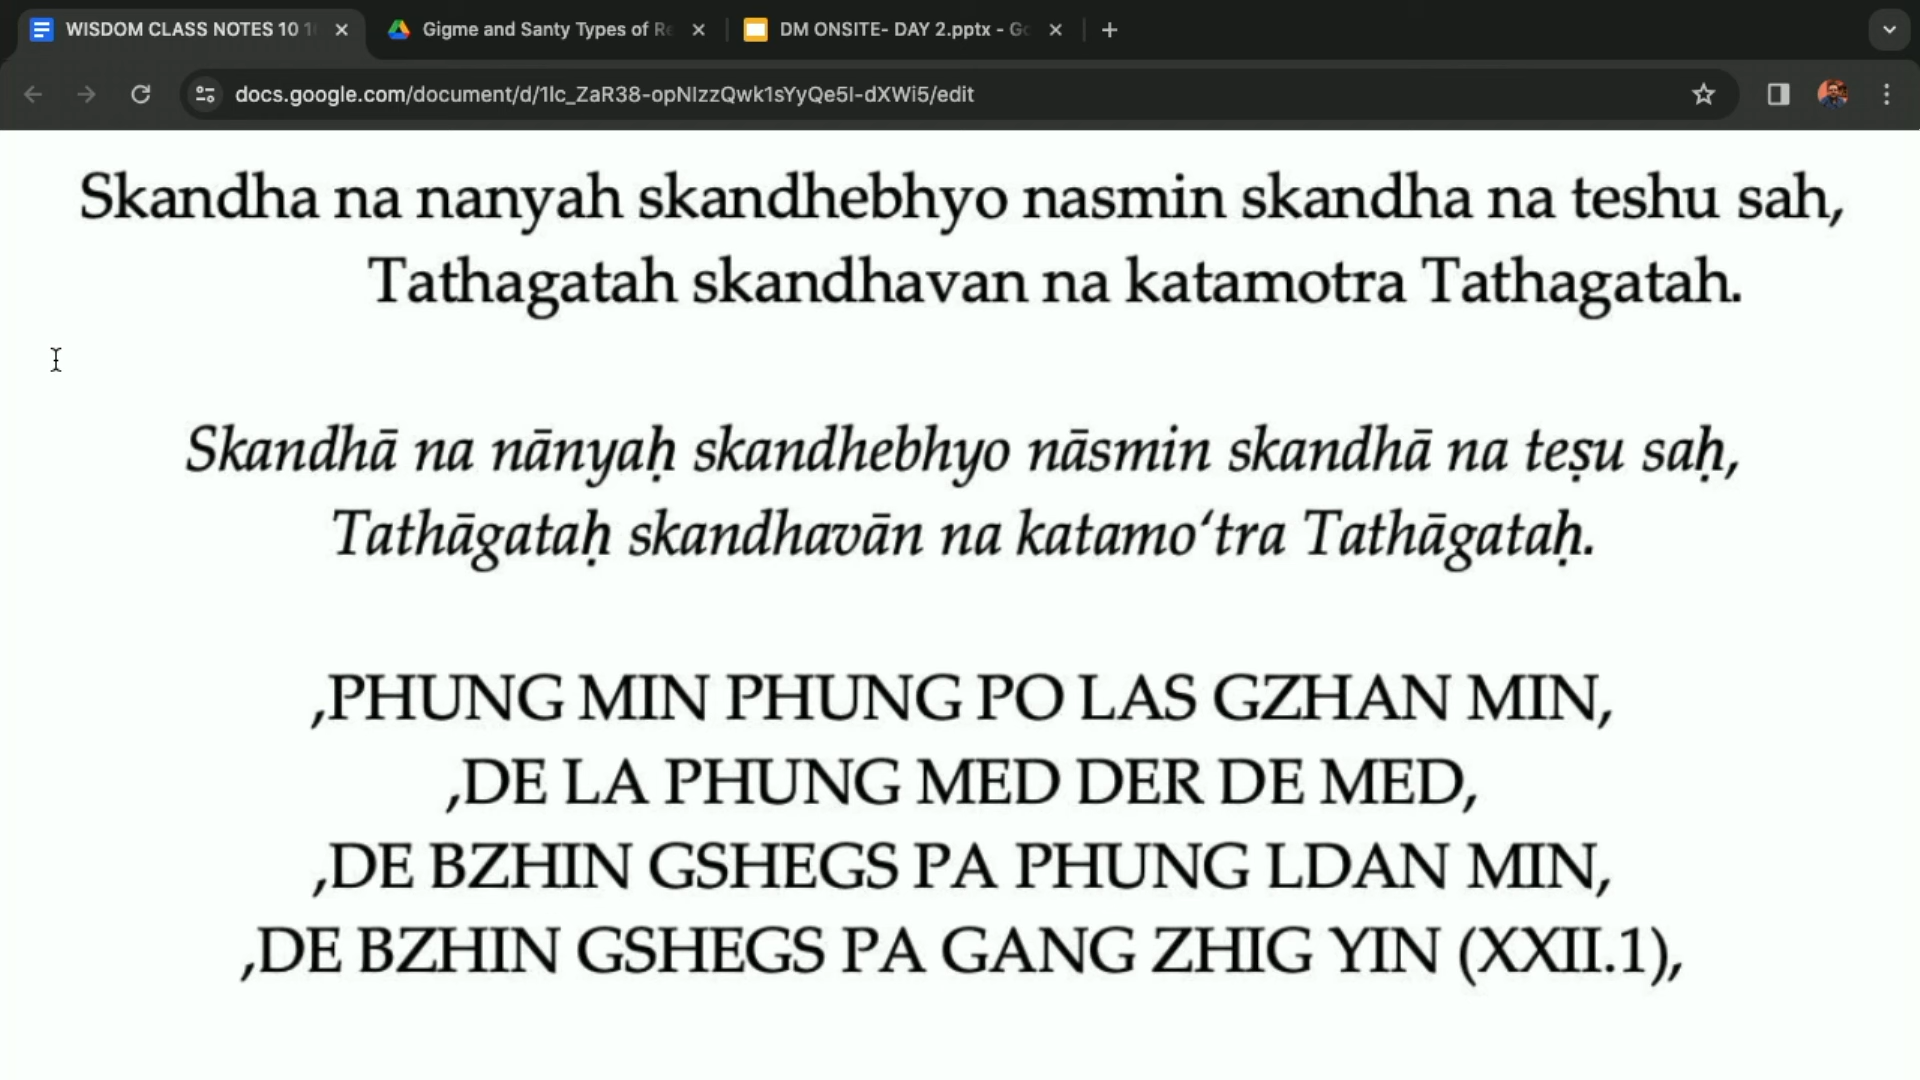 WISDOM CLASS NOTES 10 1
Gigme and Santy Types of Re
DM ONSITE- DAY 2.pptx - Go
docs.google.com/document/d/1lc_ZaR38-opNlzzQwk1sYyQe5l-dXWi5/edit
Skandha na nanyah skandhebhyo nasmin skandha na teshu sah,
Tathagatah skandhavan na katamotra Tathagatah.
Skandhā na nānyaḥ skandhebhyo nāsmin skandhā na teṣu saḥ,
Tathāgataḥ skandhavān na katamo‘tra Tathāgataḥ.
,PHUNG MIN PHUNG PO LAS GZHAN MIN,
,DE LA PHUNG MED DER DE MED,
,DE BZHIN GSHEGS PA PHUNG LDAN MIN,
,DE BZHIN GSHEGS PA GANG ZHIG YIN (XXII.1),